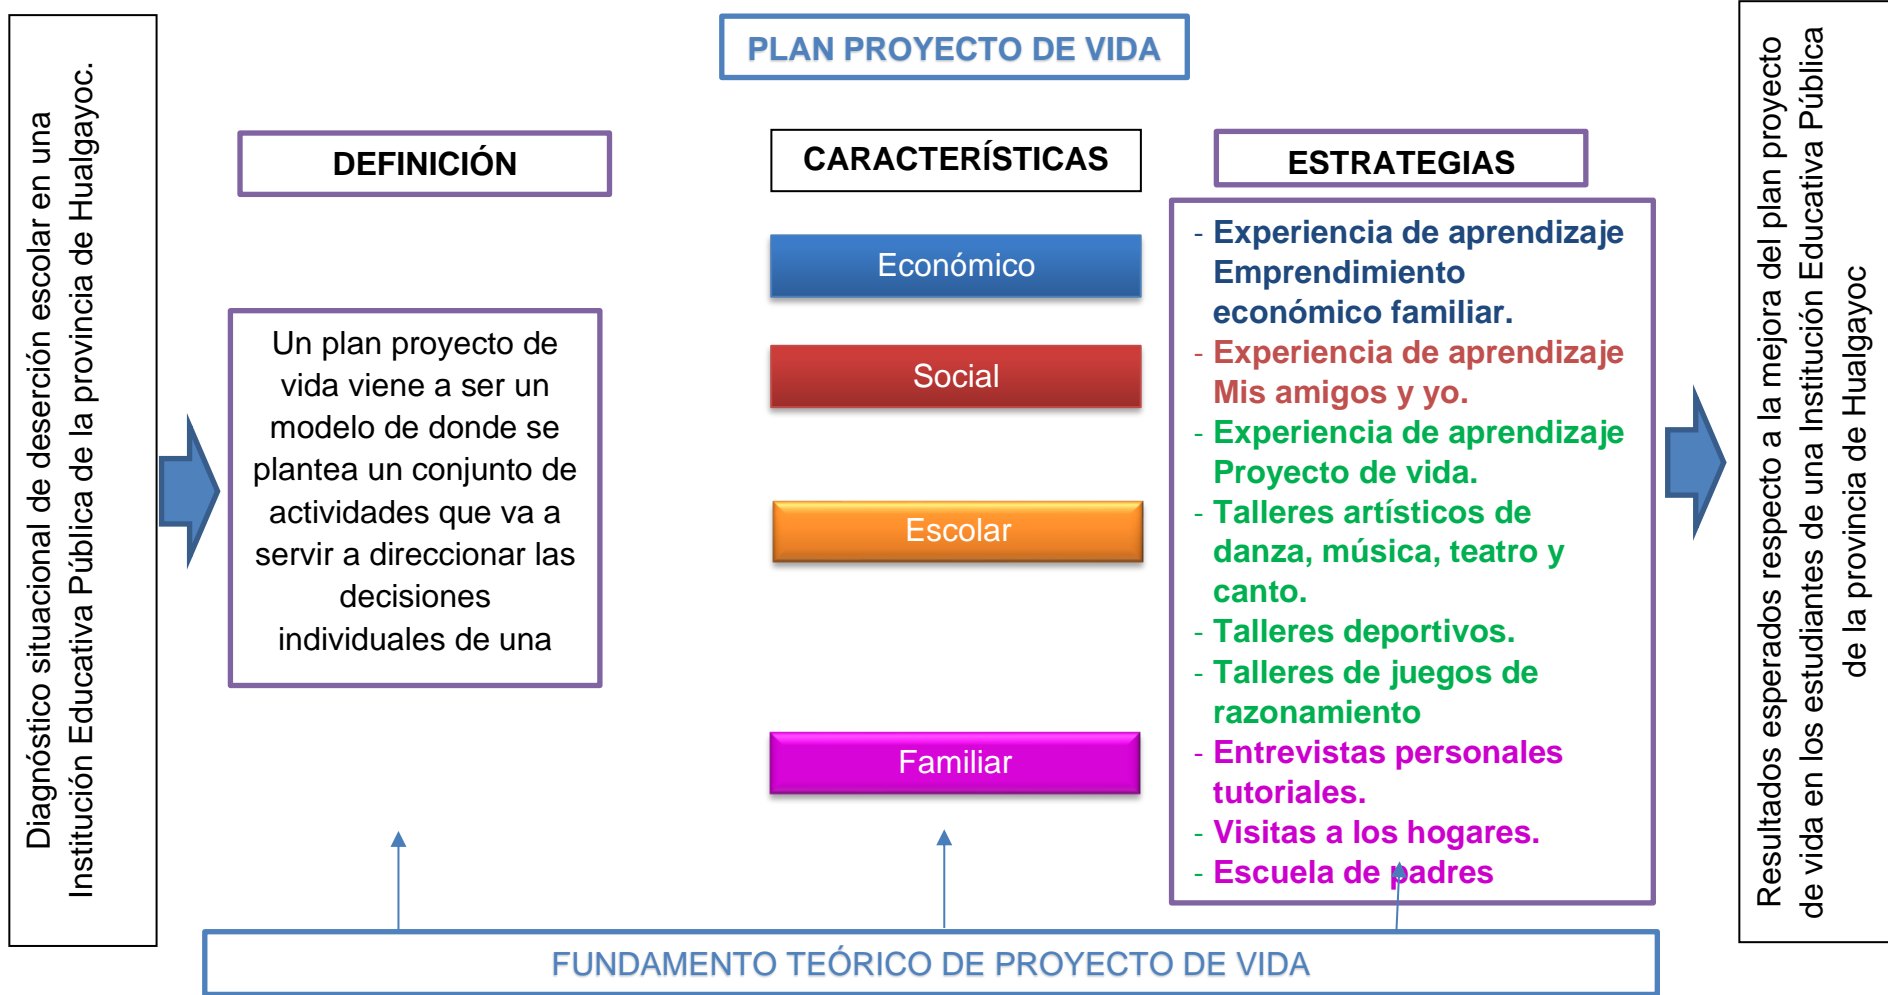 Diagnóstico situacional de deserción escolar en una
Institución Educativa Pública de la provincia de Hualgayoc.
PLAN PROYECTO DE VIDA
DEFINICIÓN
Un plan proyecto de
vida viene a ser un
modelo de donde se
plantea un conjunto de
actividades que va a
servir a direccionar las
decisiones
individuales de una
CARACTERÍSTICAS
Económico
Social
Escolar
Familiar
ESTRATEGIAS
- Experiencia de aprendizaje
Emprendimiento
económico familiar.
- Experiencia de aprendizaje
Mis amigos y yo.
- Experiencia de aprendizaje
Proyecto de vida.
- Talleres artísticos de
danza, música, teatro y
canto.
- Talleres deportivos.
- Talleres de juegos de
razonamiento
- Entrevistas personales
tutoriales.
- Visitas a los hogares.
- Escuela de padres
FUNDAMENTO TEÓRICO DE PROYECTO DE VIDA
Resultados esperados respecto a la mejora del plan proyecto
de vida en los estudiantes de una Institución Educativa Pública
de la provincia de Hualgayoc